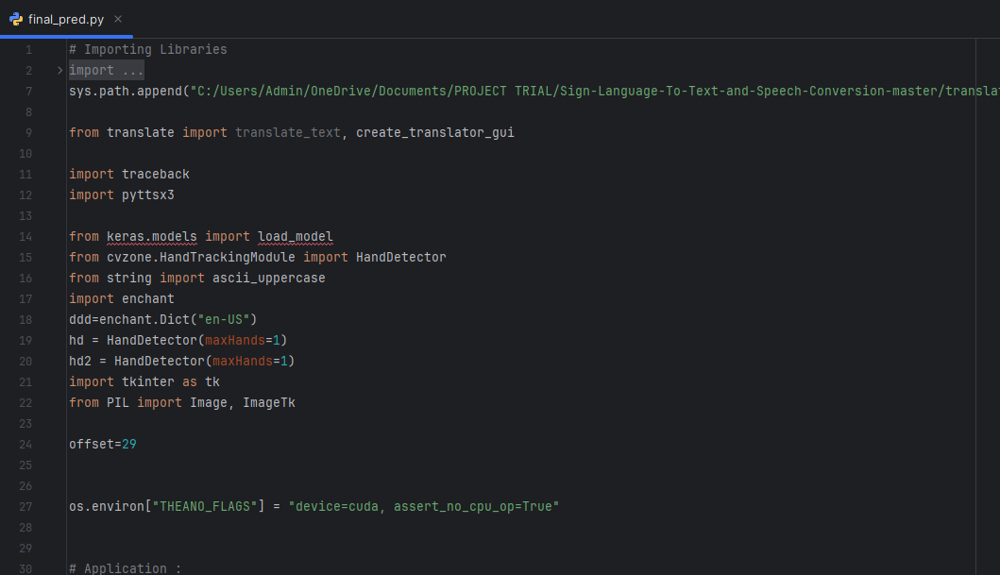 final_pred.py ×
1 # Importing Libraries
2 import ...
7 sys.path.append("C:/Users/Admin/OneDrive/Documents/PROJECT TRIAL/Sign-Language-To-Text-and-Speech-Conversion-master/transla
8
9 from translate import translate_text, create_translator_gui
10
11 import traceback
12 import pyttsx3
13
14 from keras.models import load_model
15 from cvzone.HandTrackingModule import HandDetector
16 from string import ascii_uppercase
17 import enchant
18 ddd=enchant.Dict("en-US")
19 hd = HandDetector(maxHands=1)
20 hd2 = HandDetector(maxHands=1)
21 import tkinter as tk
22 from PIL import Image, ImageTk
23
24 offset=29
25
26
27 os.environ["THEANO_FLAGS"] = "device=cuda, assert_no_cpu_op=True"
28
29
30 # Application :